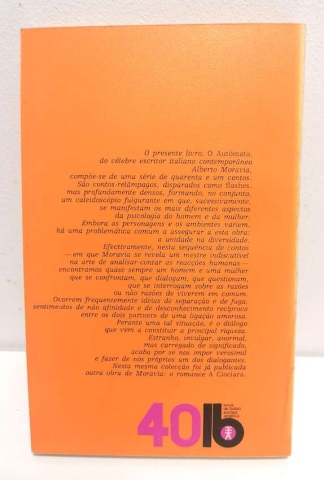 O presente livro, O Autómato,
do célebre escritor italiano contemporâneo
Alberto Moravia,
compõe-se de uma série de quarenta e um contos.
São contos-relâmpagos, disparados como flashes,
mas profundamente densos, formando, no conjunto,
um caleidoscópio fulgurante em que, sucessivamente,
se manifestam os mais diferentes aspectos
da psicologia do homem e da mulher.
Embora as personagens e os ambientes variem,
há uma problemática comum a assegurar a esta obra:
a unidade na diversidade.
Efectivamente, nesta sequência de contos
— em que Moravia se revela um mestre indiscutível
na arte de analisar contar as reacções humanas —
encontramos quase sempre um homem e uma mulher
que se confrontam, que dialogam, que questionam,
que se interrogam sobre as razões
ou não razões de viverem em comum.
Ocorrem frequentemente ideias de separação e de fuga,
sentimentos de não afinidade e de desconhecimento recíproco
entre os dois partners de uma ligação amorosa.
Perante uma tal situação, é o diálogo
que vem a constituir a principal riqueza.
Estranho, invulgar, anormal,
mas carregado de significado,
acaba por se nos impor verosímil
e fazer de nós próprios um dos dialogantes.
Nesta mesma colecção foi já publicada
outra obra de Moravia: o romance A Ciociara.
40 lb
livros
de bolso
europa
américa